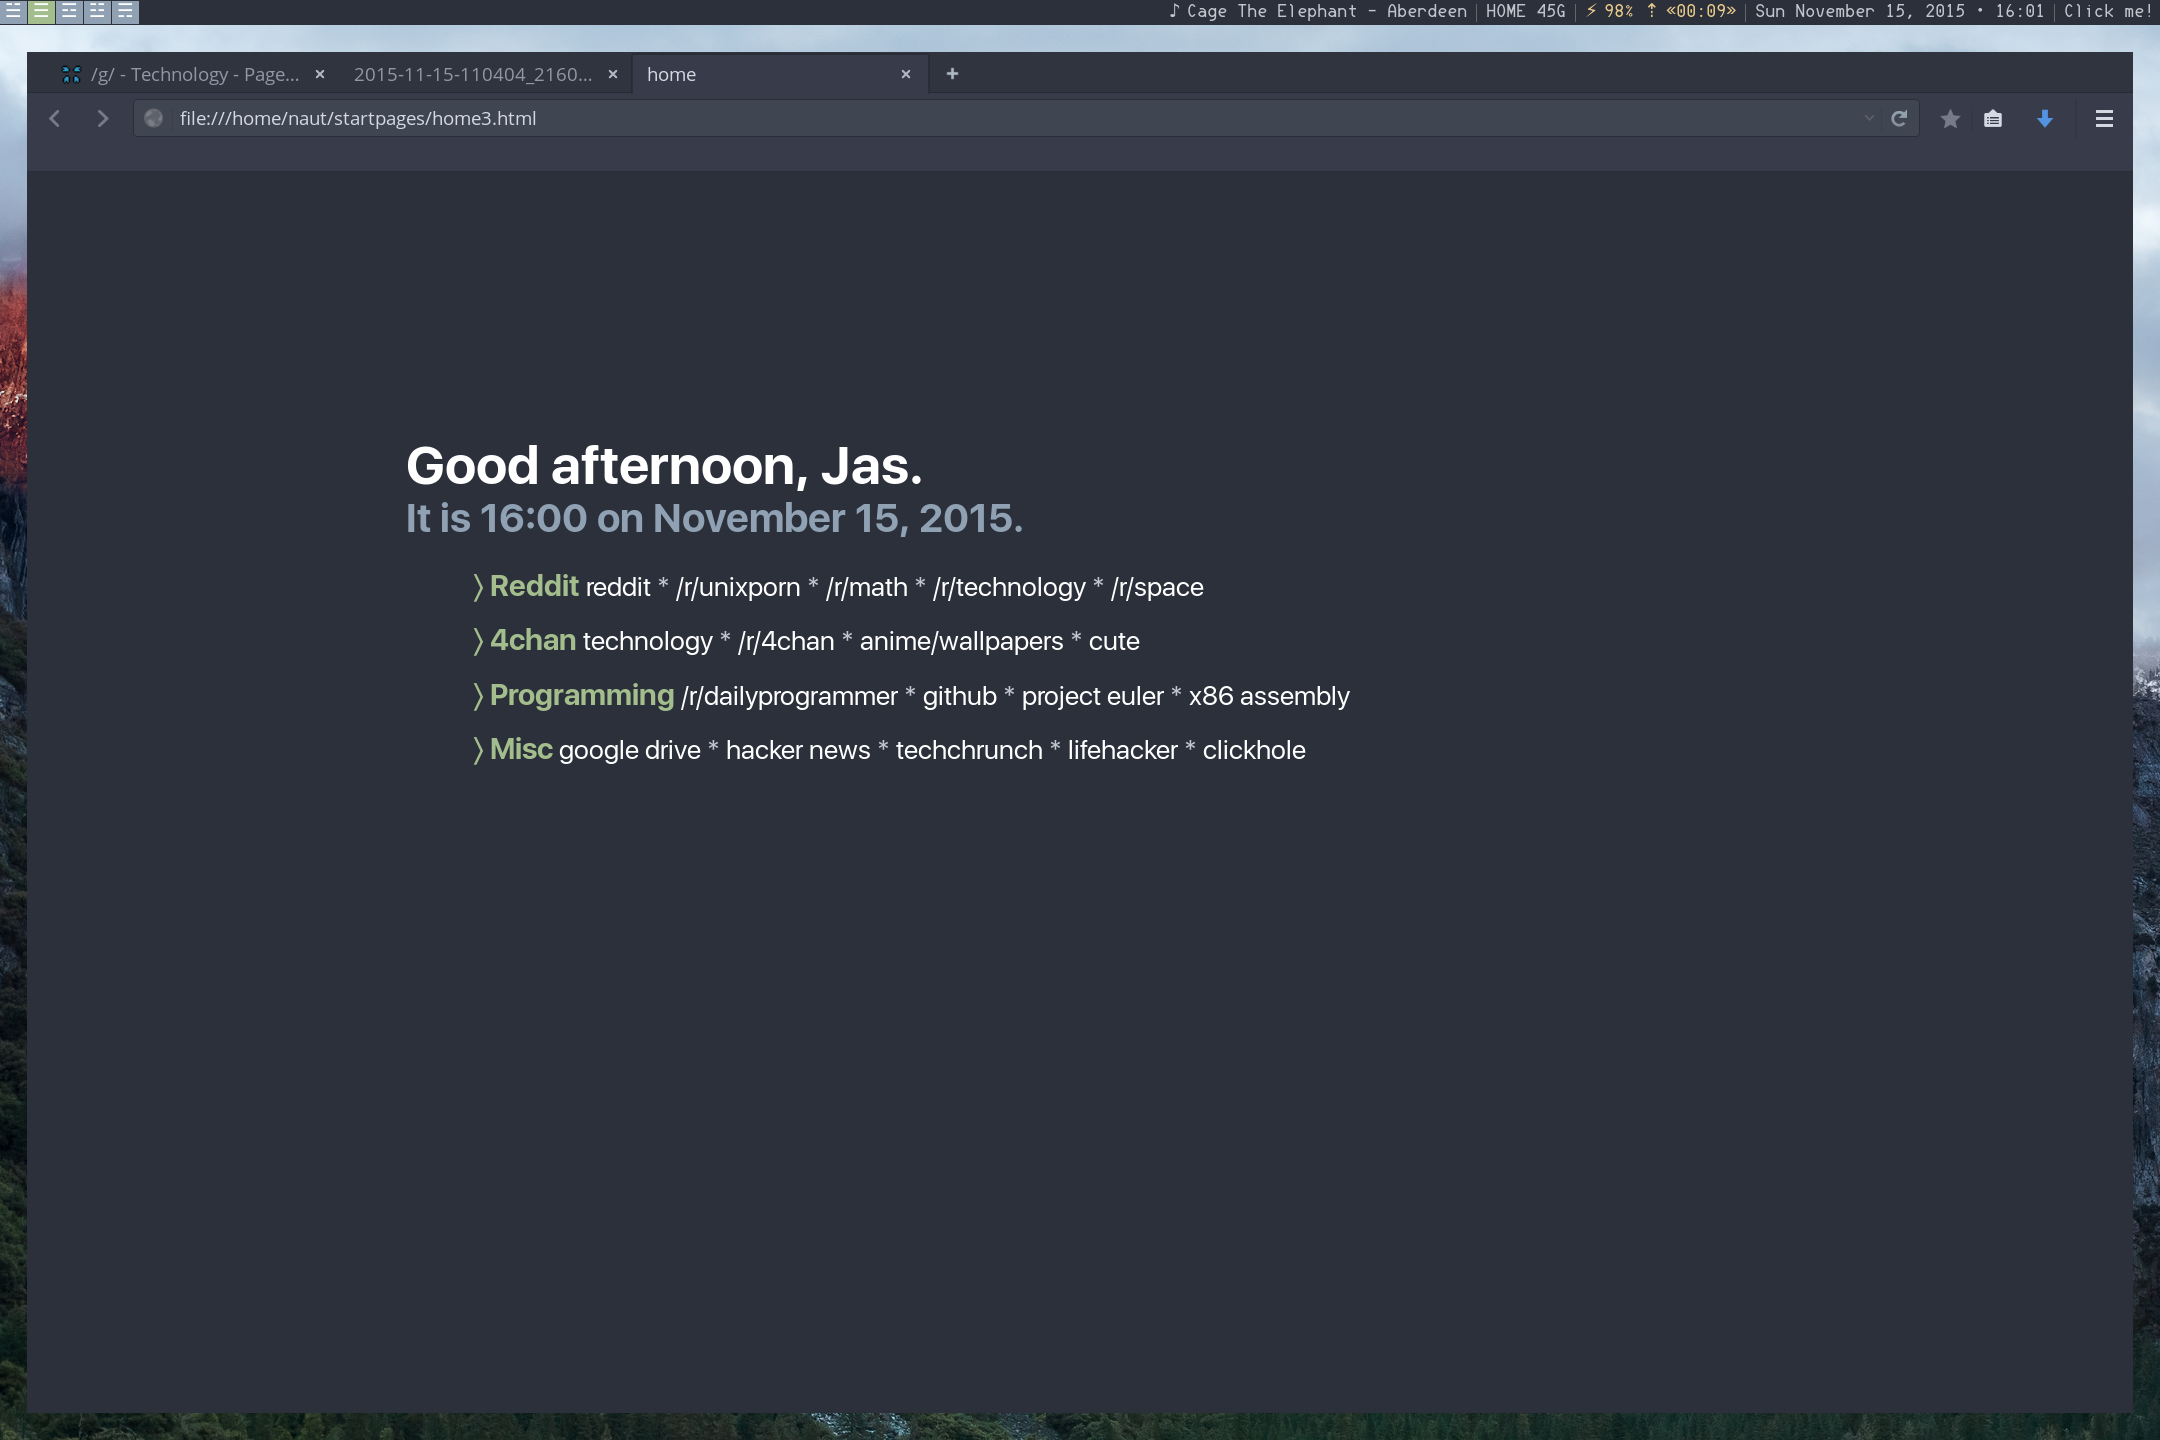 ♪ Cage The Elephant - Aberdeen | HOME 45G | ⚡ 98% ↑ «00:09» | Sun November 15, 2015 • 16:01 | Click me!
/g/ - Technology - Page... × 2015-11-15-110404_2160... × home × +
file:///home/naut/startpages/home3.html
Good afternoon, Jas.
It is 16:00 on November 15, 2015.
〉Reddit reddit * /r/unixporn * /r/math * /r/technology * /r/space
〉4chan technology * /r/4chan * anime/wallpapers * cute
〉Programming /r/dailyprogrammer * github * project euler * x86 assembly
〉Misc google drive * hacker news * techchrunch * lifehacker * clickhole